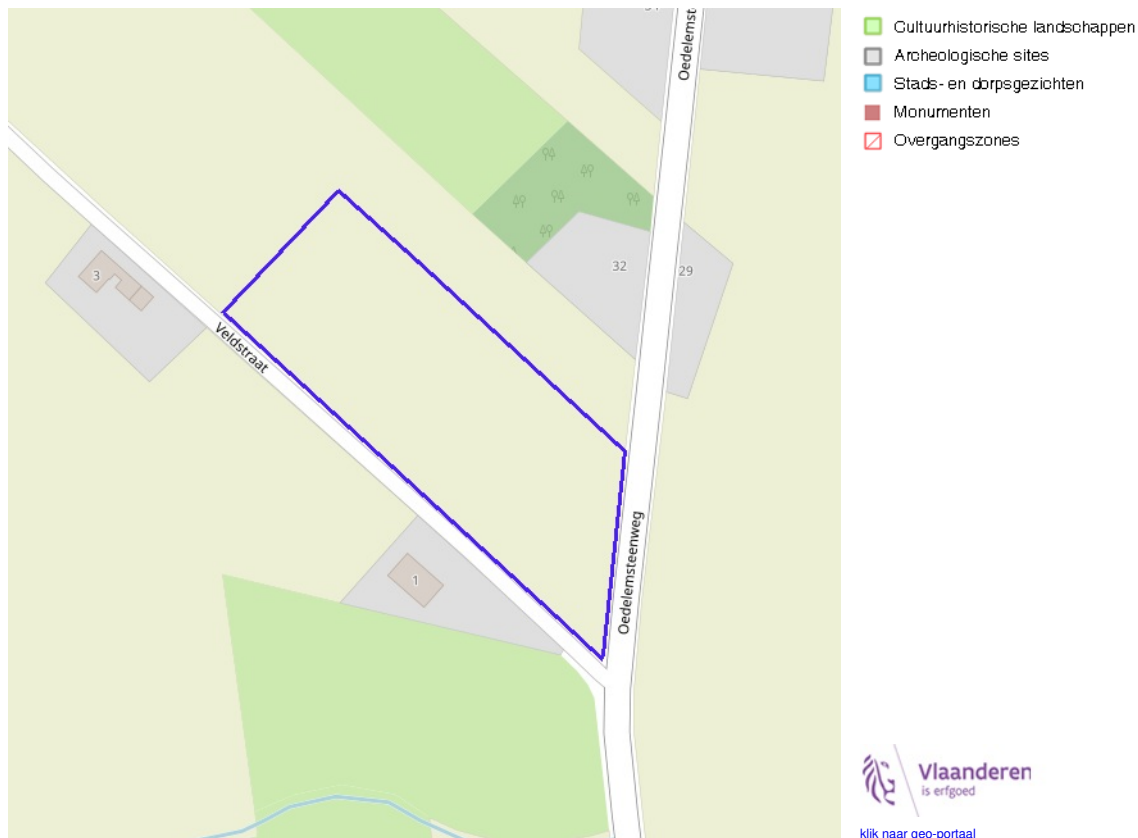 Oedelemst
32
29
3
Veldstraat
1
Oedelemsteenweg
Cultuurhistorische landschappen
Archeologische sites
Stads- en dorpsgezichten
Monumenten
Overgangszones
Vlaanderen
is erfgoed
klik naar geo-portaal